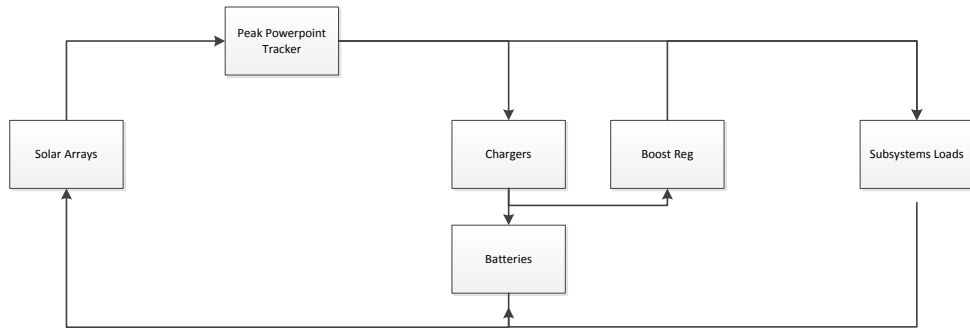 Peak Powerpoint
Tracker
Solar Arrays
Chargers
Boost Reg
Subsystems Loads
Batteries